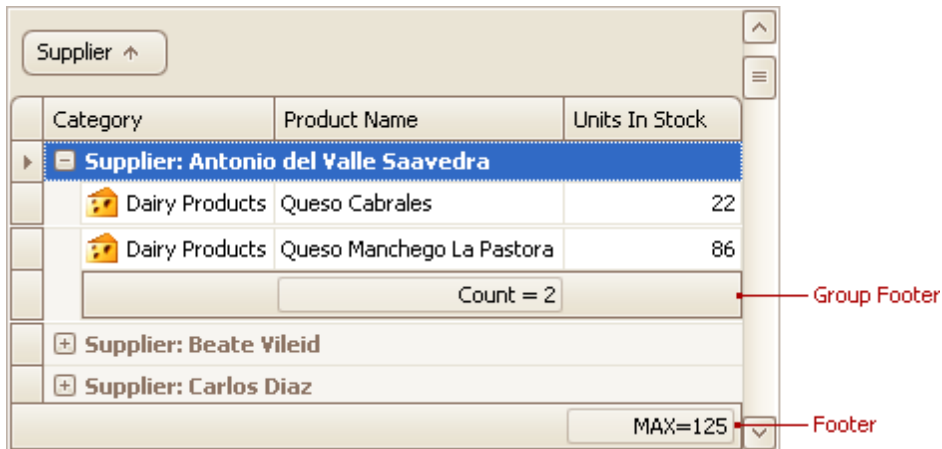 Supplier
Category Product Name Units In Stock
Supplier: Antonio del Valle Saavedra
Dairy Products Queso Cabrales 22
Dairy Products Queso Manchego La Pastora 86
Count = 2 Group Footer
Supplier: Beate Vileid
Supplier: Carlos Diaz
MAX=125 Footer